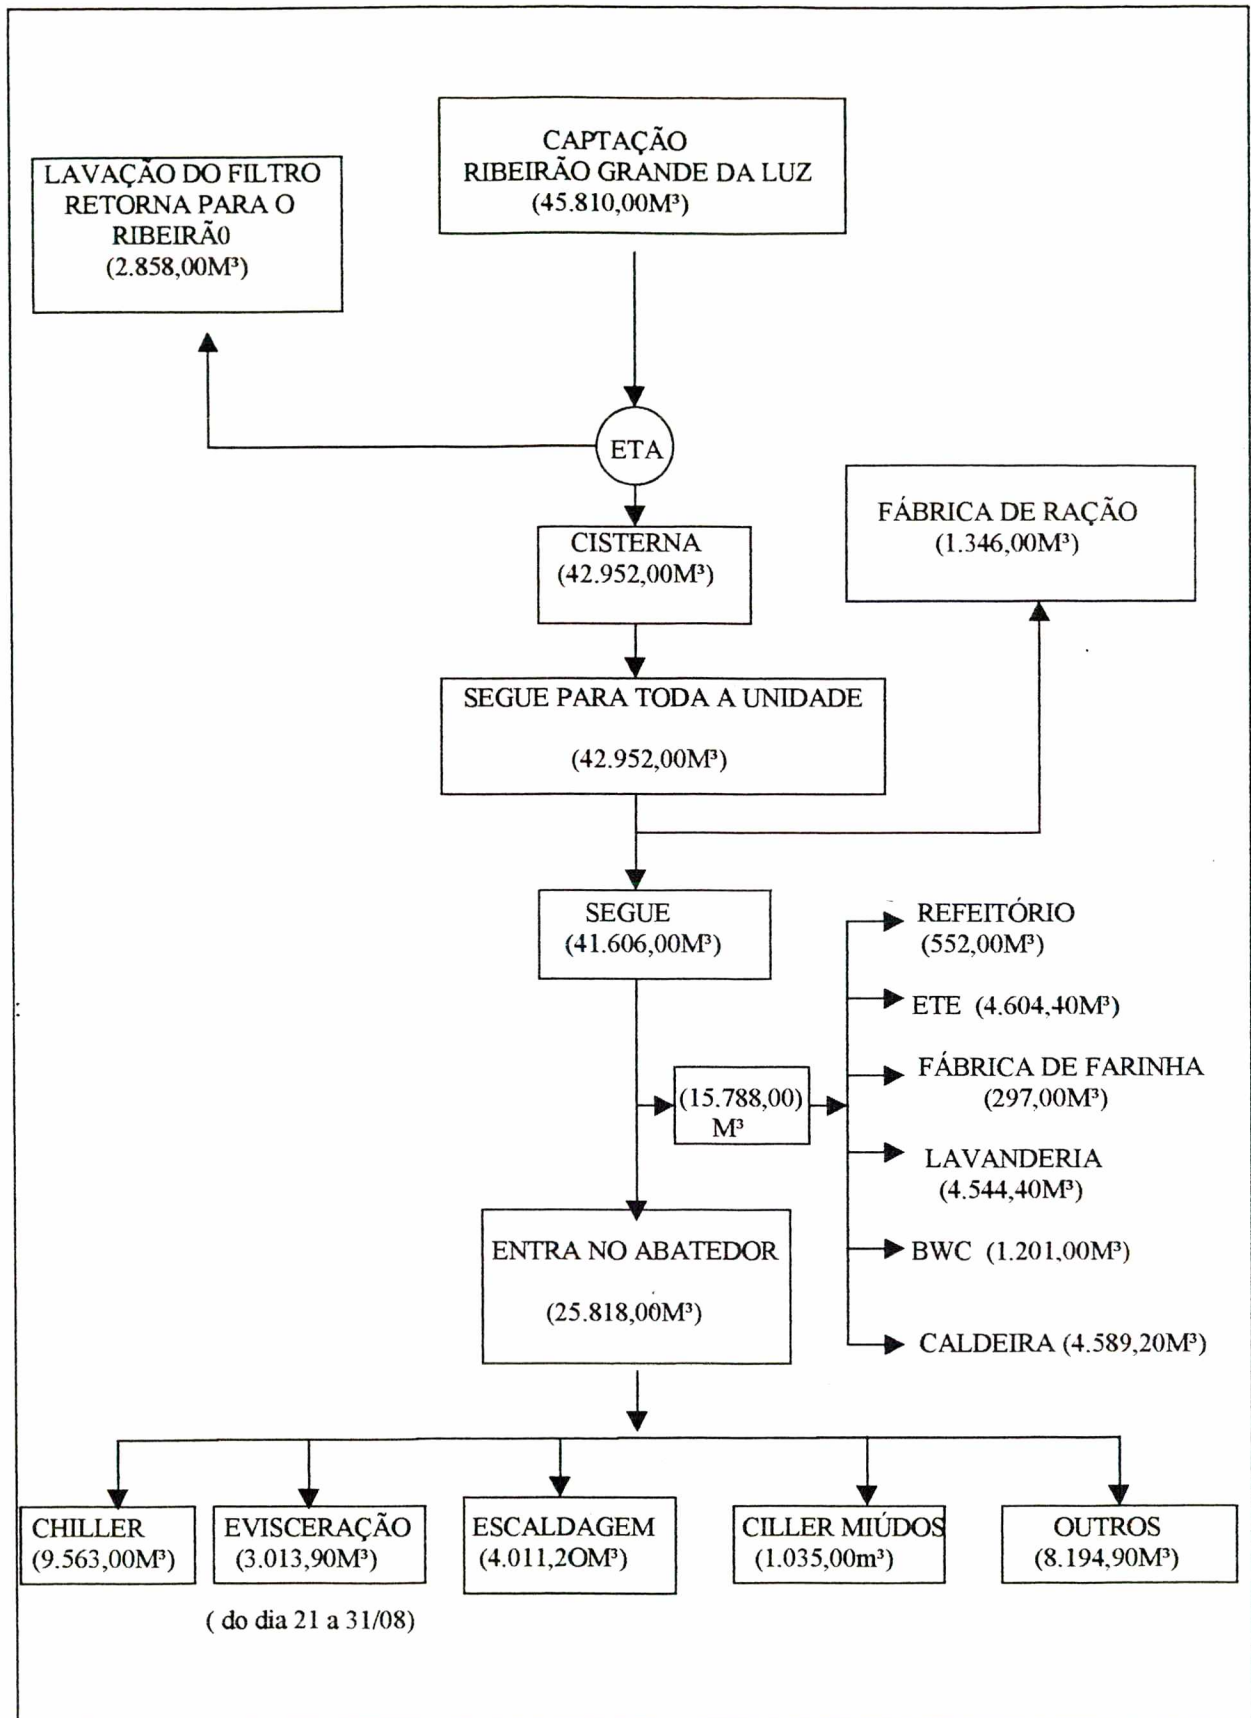 CAPTAÇÃO
RIBEIRÃO GRANDE DA LUZ
(45.810,00M³)
LAVAÇÃO DO FILTRO
RETORNA PARA O
RIBEIRÃ0
(2.858,00M³)
ETA
FÁBRICA DE RAÇÃO
(1.346,00M³)
CISTERNA
(42.952,00M³)
SEGUE PARA TODA A UNIDADE
(42.952,00M³)
SEGUE
(41.606,00M³)
REFEITÓRIO
(552,00M³)
ETE (4.604,40M³)
FÁBRICA DE FARINHA
(297,00M³)
(15.788,00)
M³
LAVANDERIA
(4.544,40M³)
BWC (1.201,00M³)
CALDEIRA (4.589,20M³)
ENTRA NO ABATEDOR
(25.818,00M³)
CHILLER
(9.563,00M³)
EVISCERAÇÃO
(3.013,90M³)
( do dia 21 a 31/08)
ESCALDAGEM
(4.011,2OM³)
CILLER MIÚDOS
(1.035,00m³)
OUTROS
(8.194,90M³)